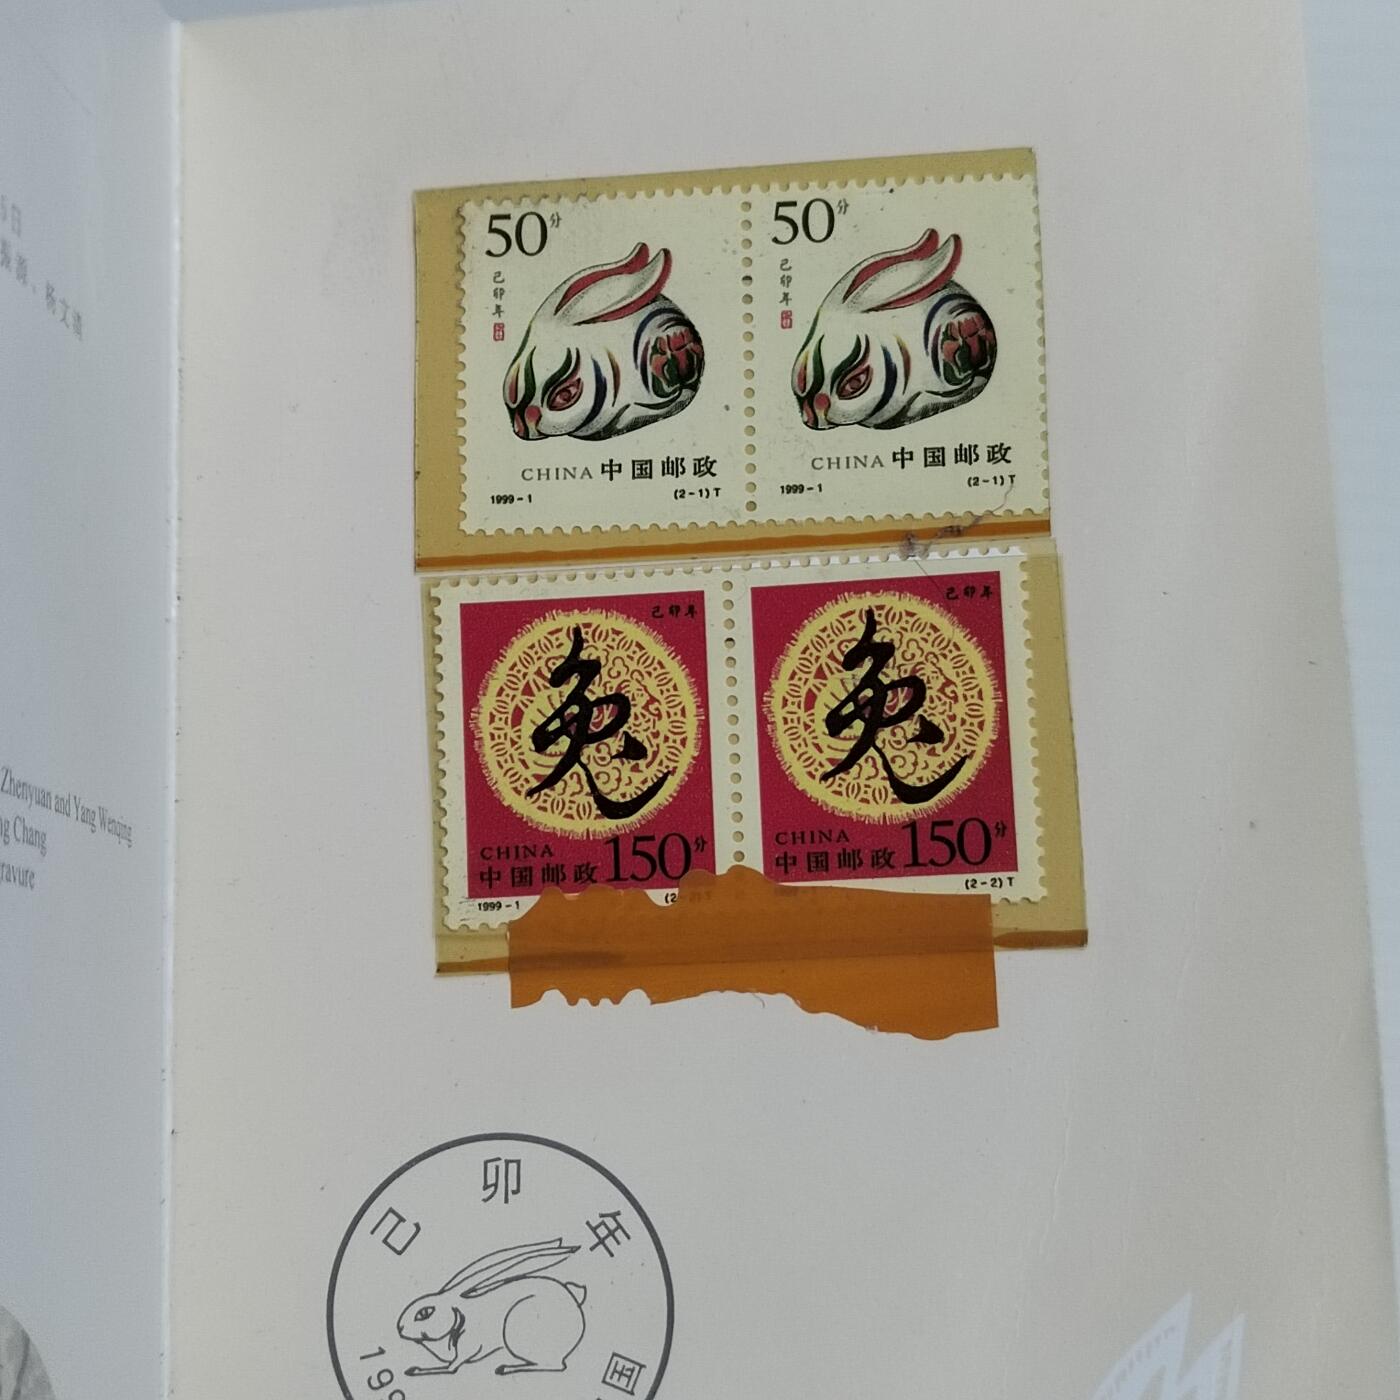 5日
Zhenyuan and Yang Wenqing
ng Chang
ravure
50分
己卯年
CHINA 中国邮政
1999-1 (2-1)T
50分
己卯年
CHINA 中国邮政
1999-1 (2-1)T
己卯年
兔
CHINA
中国邮政 150分
1999-1
己卯年
兔
CHINA
中国邮政 150分
(2-2)T
己卯年